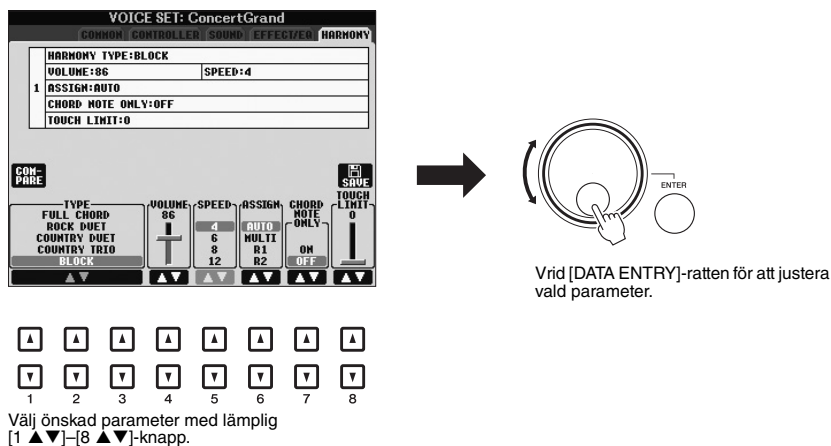 VOICE SET: ConcertGrand
COMMON CONTROLLER SOUND EFFECT/EQ HARMONY
HARMONY TYPE:BLOCK
VOLUME:86 SPEED:4
1 ASSIGN:AUTO
CHORD NOTE ONLY:OFF
TOUCH LIMIT:0
COM-
PARE
SAVE
TYPE
FULL CHORD
ROCK DUET
COUNTRY DUET
COUNTRY TRIO
BLOCK
VOLUME
86
SPEED
4
6
8
12
ASSIGN
AUTO
MULTI
R1
R2
CHORD
NOTE
ONLY
ON
OFF
TOUCH
LIMIT
0
ENTER
Vrid [DATA ENTRY]-ratten för att justera
vald parameter.
1 2 3 4 5 6 7 8
Välj önskad parameter med lämplig
[1 ▲▼]–[8 ▲▼]-knapp.